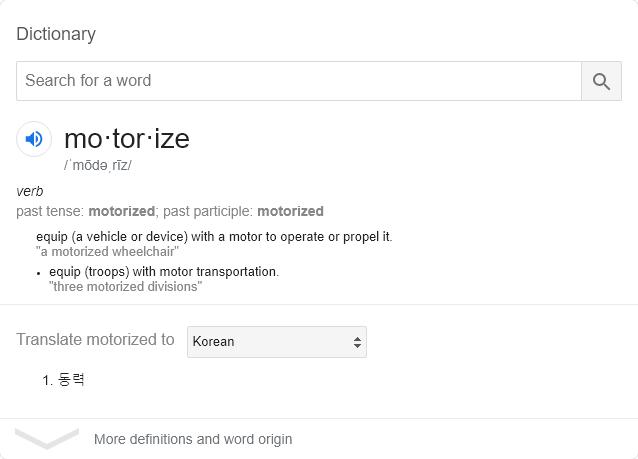 Dictionary
Search for a word
mo·tor·ize
/ˈmōdəˌrīz/
verb
past tense: motorized; past participle: motorized
equip (a vehicle or device) with a motor to operate or propel it.
"a motorized wheelchair"
• equip (troops) with motor transportation.
"three motorized divisions"
Translate motorized to Korean
1. 동력
More definitions and word origin